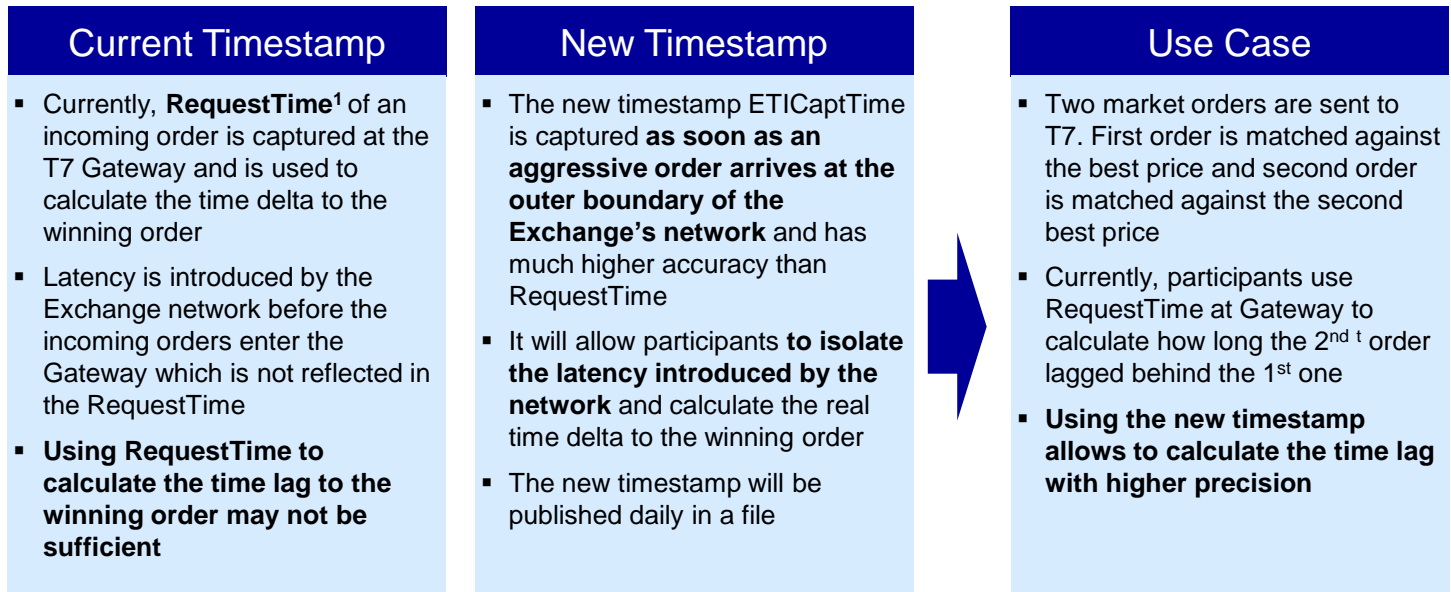 Current Timestamp
▪ Currently, RequestTime¹ of an
incoming order is captured at the
T7 Gateway and is used to
calculate the time delta to the
winning order
▪ Latency is introduced by the
Exchange network before the
incoming orders enter the
Gateway which is not reflected in
the RequestTime
▪ Using RequestTime to
calculate the time lag to the
winning order may not be
sufficient
New Timestamp
▪ The new timestamp ETICaptTime
is captured as soon as an
aggressive order arrives at the
outer boundary of the
Exchange's network and has
much higher accuracy than
RequestTime
▪ It will allow participants to isolate
the latency introduced by the
network and calculate the real
time delta to the winning order
▪ The new timestamp will be
published daily in a file
Use Case
▪ Two market orders are sent to
T7. First order is matched against
the best price and second order
is matched against the second
best price
▪ Currently, participants use
RequestTime at Gateway to
calculate how long the 2nd t order
lagged behind the 1st one
▪ Using the new timestamp
allows to calculate the time lag
with higher precision